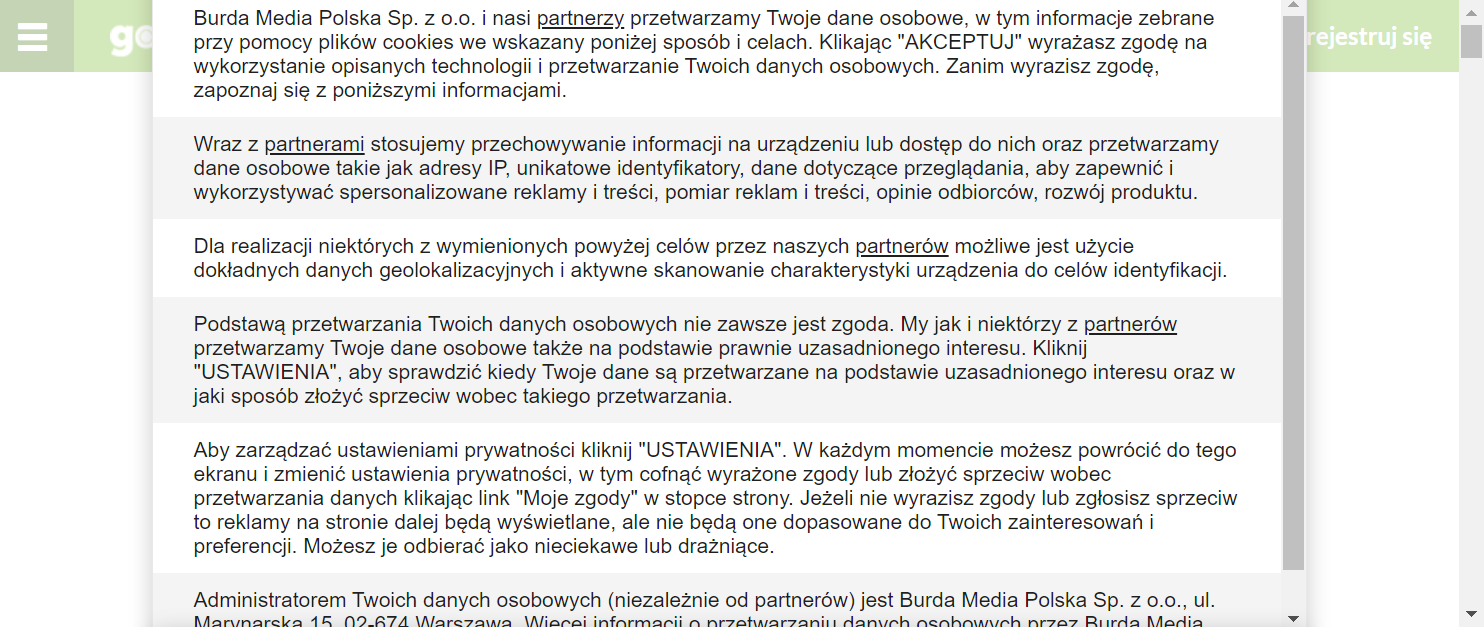 Burda Media Polska Sp. z o.o. i nasi partnerzy przetwarzamy Twoje dane osobowe, w tym informacje zebrane
przy pomocy plików cookies we wskazany poniżej sposób i celach. Klikając "AKCEPTUJ" wyrażasz zgodę na
wykorzystanie opisanych technologii i przetwarzanie Twoich danych osobowych. Zanim wyrazisz zgodę,
zapoznaj się z poniższymi informacjami.
go
rejestruj się
Wraz z partnerami stosujemy przechowywanie informacji na urządzeniu lub dostęp do nich oraz przetwarzamy
dane osobowe takie jak adresy IP, unikatowe identyfikatory, dane dotyczące przeglądania, aby zapewnić i
wykorzystywać spersonalizowane reklamy i treści, pomiar reklam i treści, opinie odbiorców, rozwój produktu.
Dla realizacji niektórych z wymienionych powyżej celów przez naszych partnerów możliwe jest użycie
dokładnych danych geolokalizacyjnych i aktywne skanowanie charakterystyki urządzenia do celów identyfikacji.
Podstawą przetwarzania Twoich danych osobowych nie zawsze jest zgoda. My jak i niektórzy z partnerów
przetwarzamy Twoje dane osobowe także na podstawie prawnie uzasadnionego interesu. Kliknij
"USTAWIENIA", aby sprawdzić kiedy Twoje dane są przetwarzane na podstawie uzasadnionego interesu oraz w
jaki sposób złożyć sprzeciw wobec takiego przetwarzania.
Aby zarządzać ustawieniami prywatności kliknij "USTAWIENIA". W każdym momencie możesz powrócić do tego
ekranu i zmienić ustawienia prywatności, w tym cofnąć wyrażone zgody lub złożyć sprzeciw wobec
przetwarzania danych klikając link "Moje zgody" w stopce strony. Jeżeli nie wyrazisz zgody lub zgłosisz sprzeciw
to reklamy na stronie dalej będą wyświetlane, ale nie będą one dopasowane do Twoich zainteresowań i
preferencji. Możesz je odbierać jako nieciekawe lub drażniące.
Administratorem Twoich danych osobowych (niezależnie od partnerów) jest Burda Media Polska Sp. z o.o., ul.
Marynarska 15, 02-674 Warszawa. Więcej informacji o przetwarzaniu danych osobowych przez Burda Media